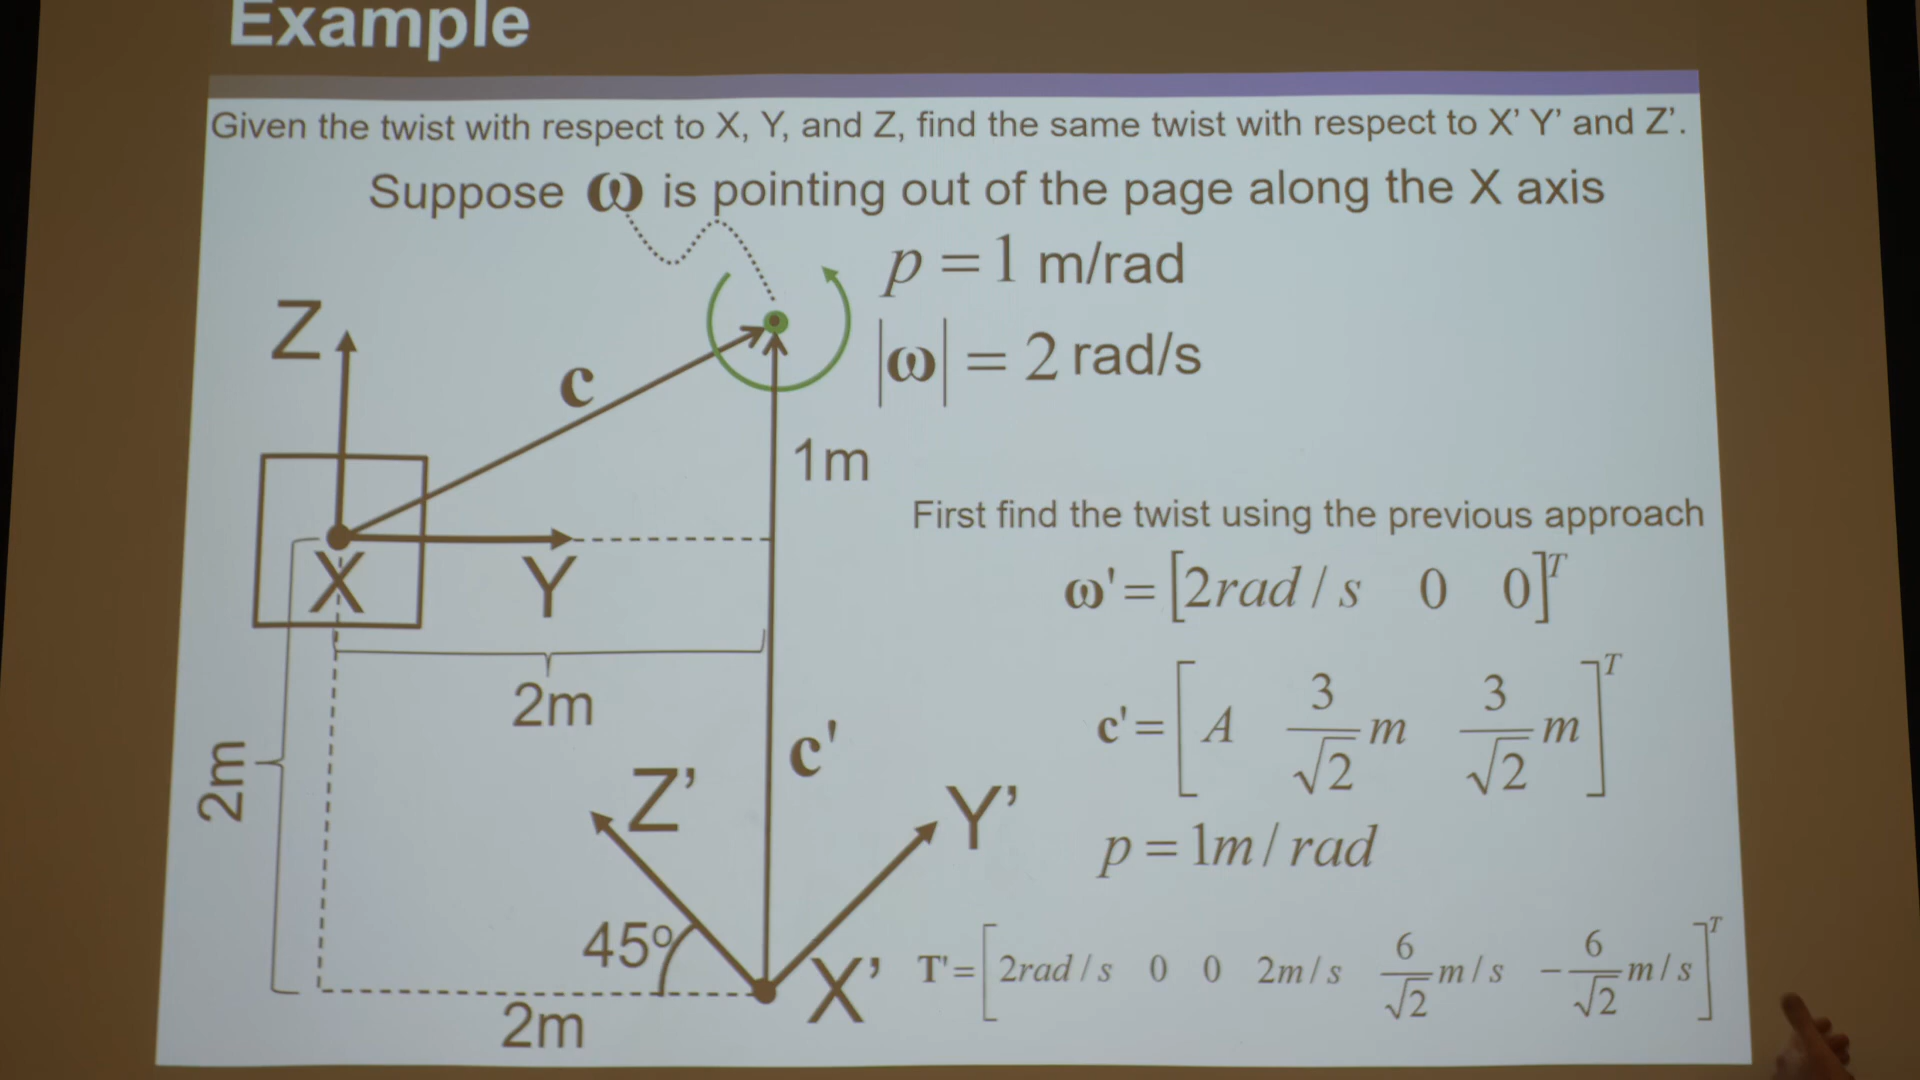 Example
Given the twist with respect to X, Y, and Z, find the same twist with respect to X' Y' and Z'.
Suppose ω is pointing out of the page along the X axis
p = 1 m/rad
|ω| = 2 rad/s
Z
c
1m
X
Y
2m
2m
c'
Z'
Y'
45º
X'
2m
First find the twist using the previous approach
ω' = [2rad / s 0 0]^T
c' = [A 3/√2 m 3/√2 m]^T
p = 1m / rad
T' = [2rad / s 0 0 2m / s 6/√2 m / s −6/√2 m / s]^T